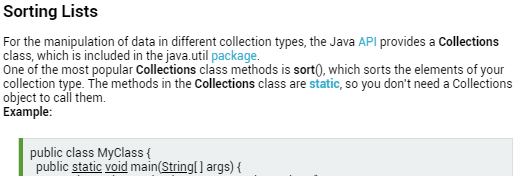 Sorting Lists
For the manipulation of data in different collection types, the Java API provides a Collections
class, which is included in the java.util package.
One of the most popular Collections class methods is sort(), which sorts the elements of your
collection type. The methods in the Collections class are static, so you don't need a Collections
object to call them.
Example:
public class MyClass {
public static void main(String[ ] args) {